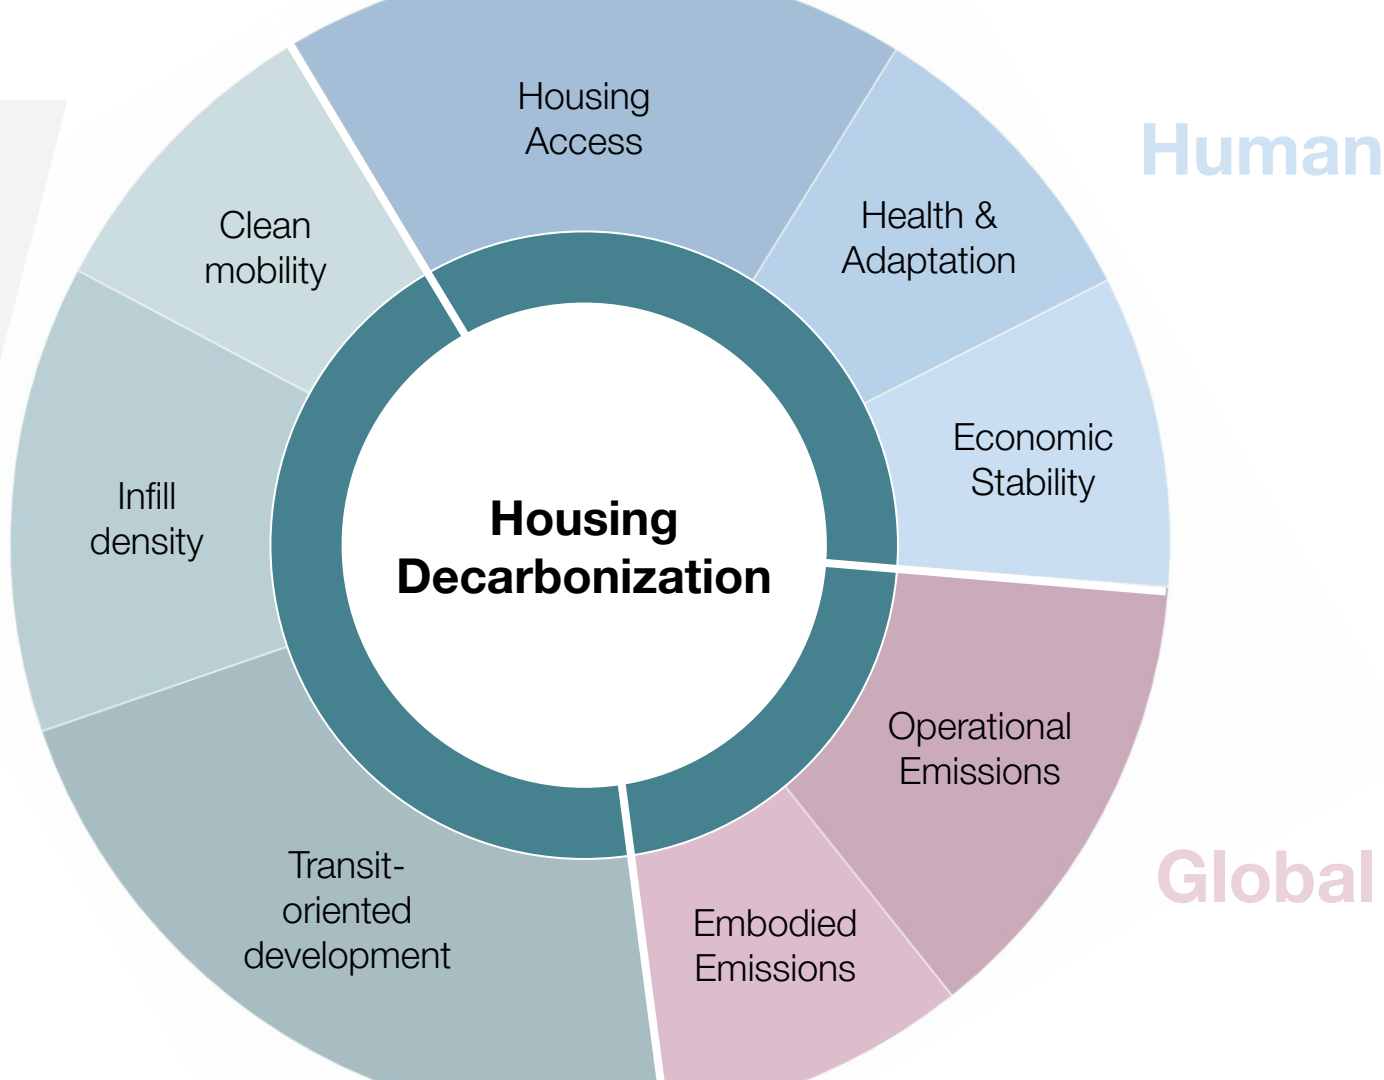 Housing
Access
Human
Clean
mobility
Health &
Adaptation
Economic
Stability
Infill
density
Housing
Decarbonization
Operational
Emissions
Transit-
oriented
development
Embodied
Emissions
Global